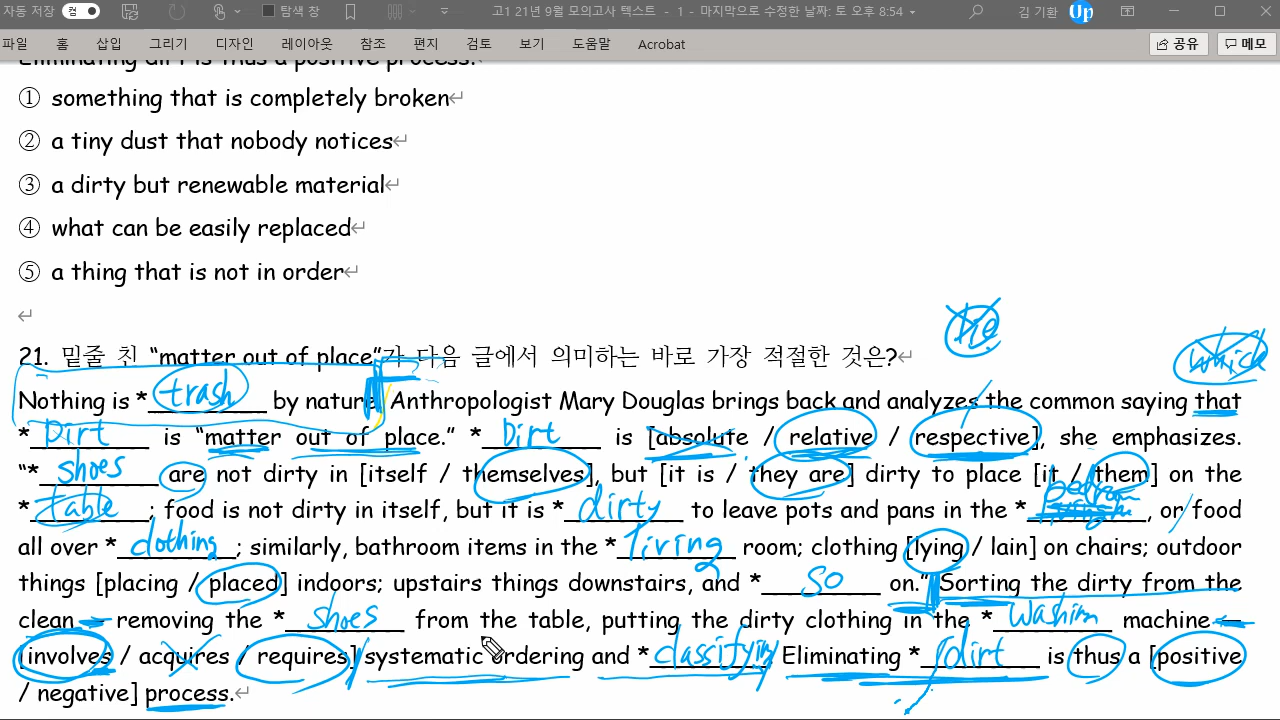 자동 저장 컴 탐색 창 고1 21년 9월 모의고사 텍스트 - 1 - 마지막으로 수정한 날짜: 토 오후 8:54 김 기환 Up
파일 홈 삽입 그리기 디자인 레이아웃 참조 편지 검토 보기 도움말 Acrobat 공유 메모
Eliminating dirt is thus a positive process.
① something that is completely broken
② a tiny dust that nobody notices
③ a dirty but renewable material
④ what can be easily replaced
⑤ a thing that is not in order
21. 밑줄 친 “matter out of place”가 다음 글에서 의미하는 바로 가장 적절한 것은?
which
Nothing is *trash by nature. Anthropologist Mary Douglas brings back and analyzes the common saying that
*Dirt is “matter out of place.” *Dirt is [absolute / relative / respective], she emphasizes.
“*shoes are not dirty in [itself / themselves], but [it is / they are] dirty to place [it / them] on the
*table; food is not dirty in itself, but it is *dirty to leave pots and pans in the *bedroom, or food
all over *clothing; similarly, bathroom items in the *living room; clothing [lying / lain] on chairs; outdoor
things [placing / placed] indoors; upstairs things downstairs, and *so on.” Sorting the dirty from the
clean — removing the *shoes from the table, putting the dirty clothing in the *washing machine —
[involves / acquires / requires] systematic ordering and *classifying. Eliminating *dirt is thus a [positive
/ negative] process.